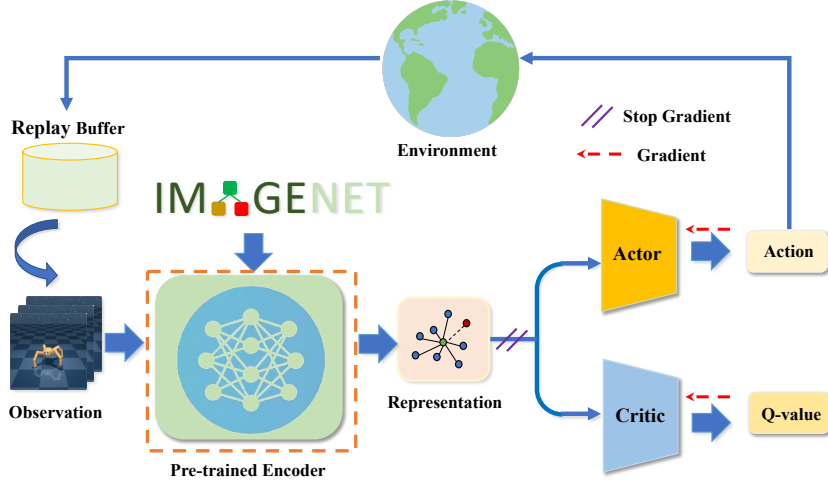 Replay Buffer
Environment
Stop Gradient
Gradient
IMAGENET
Actor
Action
Observation
Pre-trained Encoder
Representation
Critic
Q-value